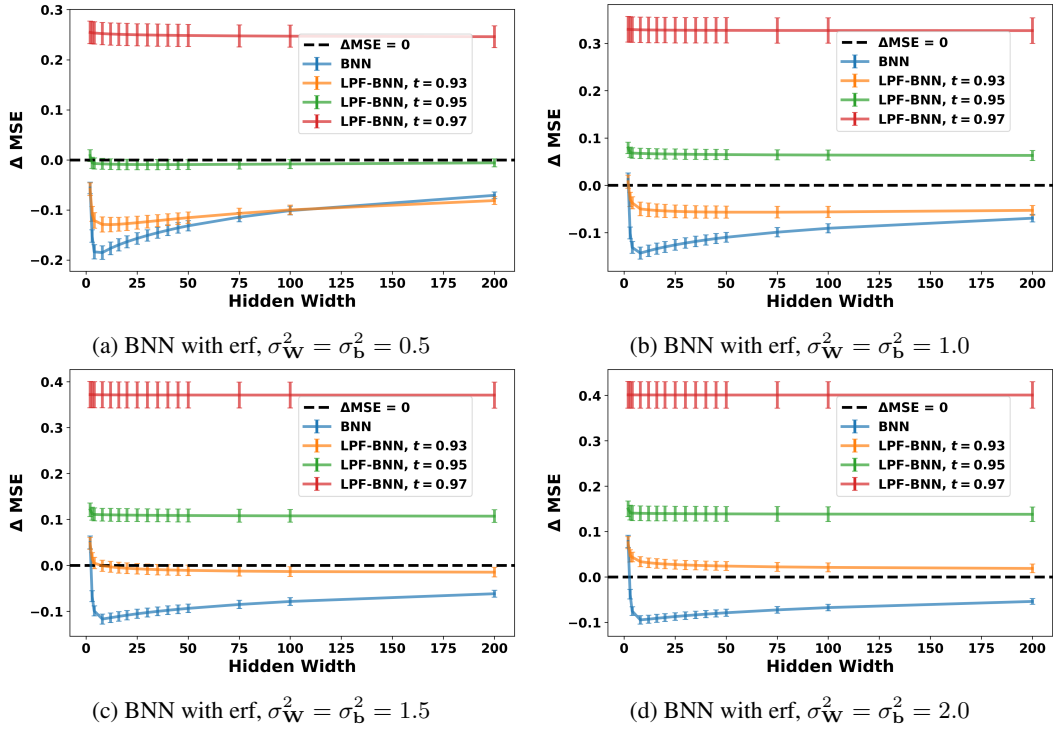 0.3
0.2
0.1
0.0
−0.1
−0.2
Δ MSE
0 25 50 75 100 125 150 175 200
Hidden Width
ΔMSE = 0
BNN
LPF-BNN, t = 0.93
LPF-BNN, t = 0.95
LPF-BNN, t = 0.97
(a) BNN with erf, σ²_W = σ²_b = 0.5
0.3
0.2
0.1
0.0
−0.1
Δ MSE
0 25 50 75 100 125 150 175 200
Hidden Width
ΔMSE = 0
BNN
LPF-BNN, t = 0.93
LPF-BNN, t = 0.95
LPF-BNN, t = 0.97
(b) BNN with erf, σ²_W = σ²_b = 1.0
0.4
0.3
0.2
0.1
0.0
−0.1
Δ MSE
0 25 50 75 100 125 150 175 200
Hidden Width
ΔMSE = 0
BNN
LPF-BNN, t = 0.93
LPF-BNN, t = 0.95
LPF-BNN, t = 0.97
(c) BNN with erf, σ²_W = σ²_b = 1.5
0.4
0.3
0.2
0.1
0.0
−0.1
Δ MSE
0 25 50 75 100 125 150 175 200
Hidden Width
ΔMSE = 0
BNN
LPF-BNN, t = 0.93
LPF-BNN, t = 0.95
LPF-BNN, t = 0.97
(d) BNN with erf, σ²_W = σ²_b = 2.0